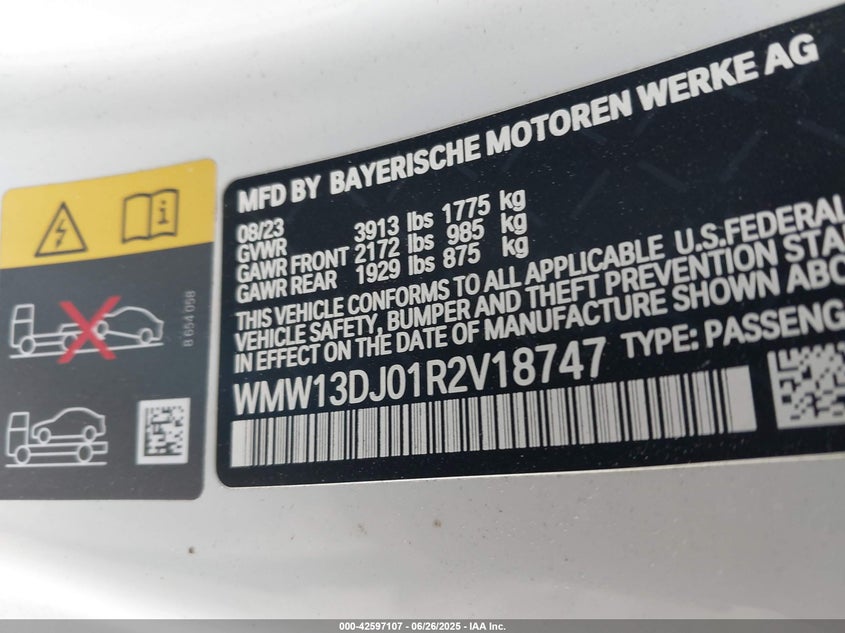 MFD BY BAYERISCHE MOTOREN WERKE AG
08/23
GVWR 3913 lbs 1775 kg
GAWR FRONT 2172 lbs 985 kg
GAWR REAR 1929 lbs 875 kg
THIS VEHICLE CONFORMS TO ALL APPLICABLE U.S.FEDERAL
VEHICLE SAFETY, BUMPER AND THEFT PREVENTION STA
IN EFFECT ON THE DATE OF MANUFACTURE SHOWN ABO
WMW13DJ01R2V18747 TYPE: PASSENG
8 654 058
000-42597107 | 06/26/2025 - IAA Inc.